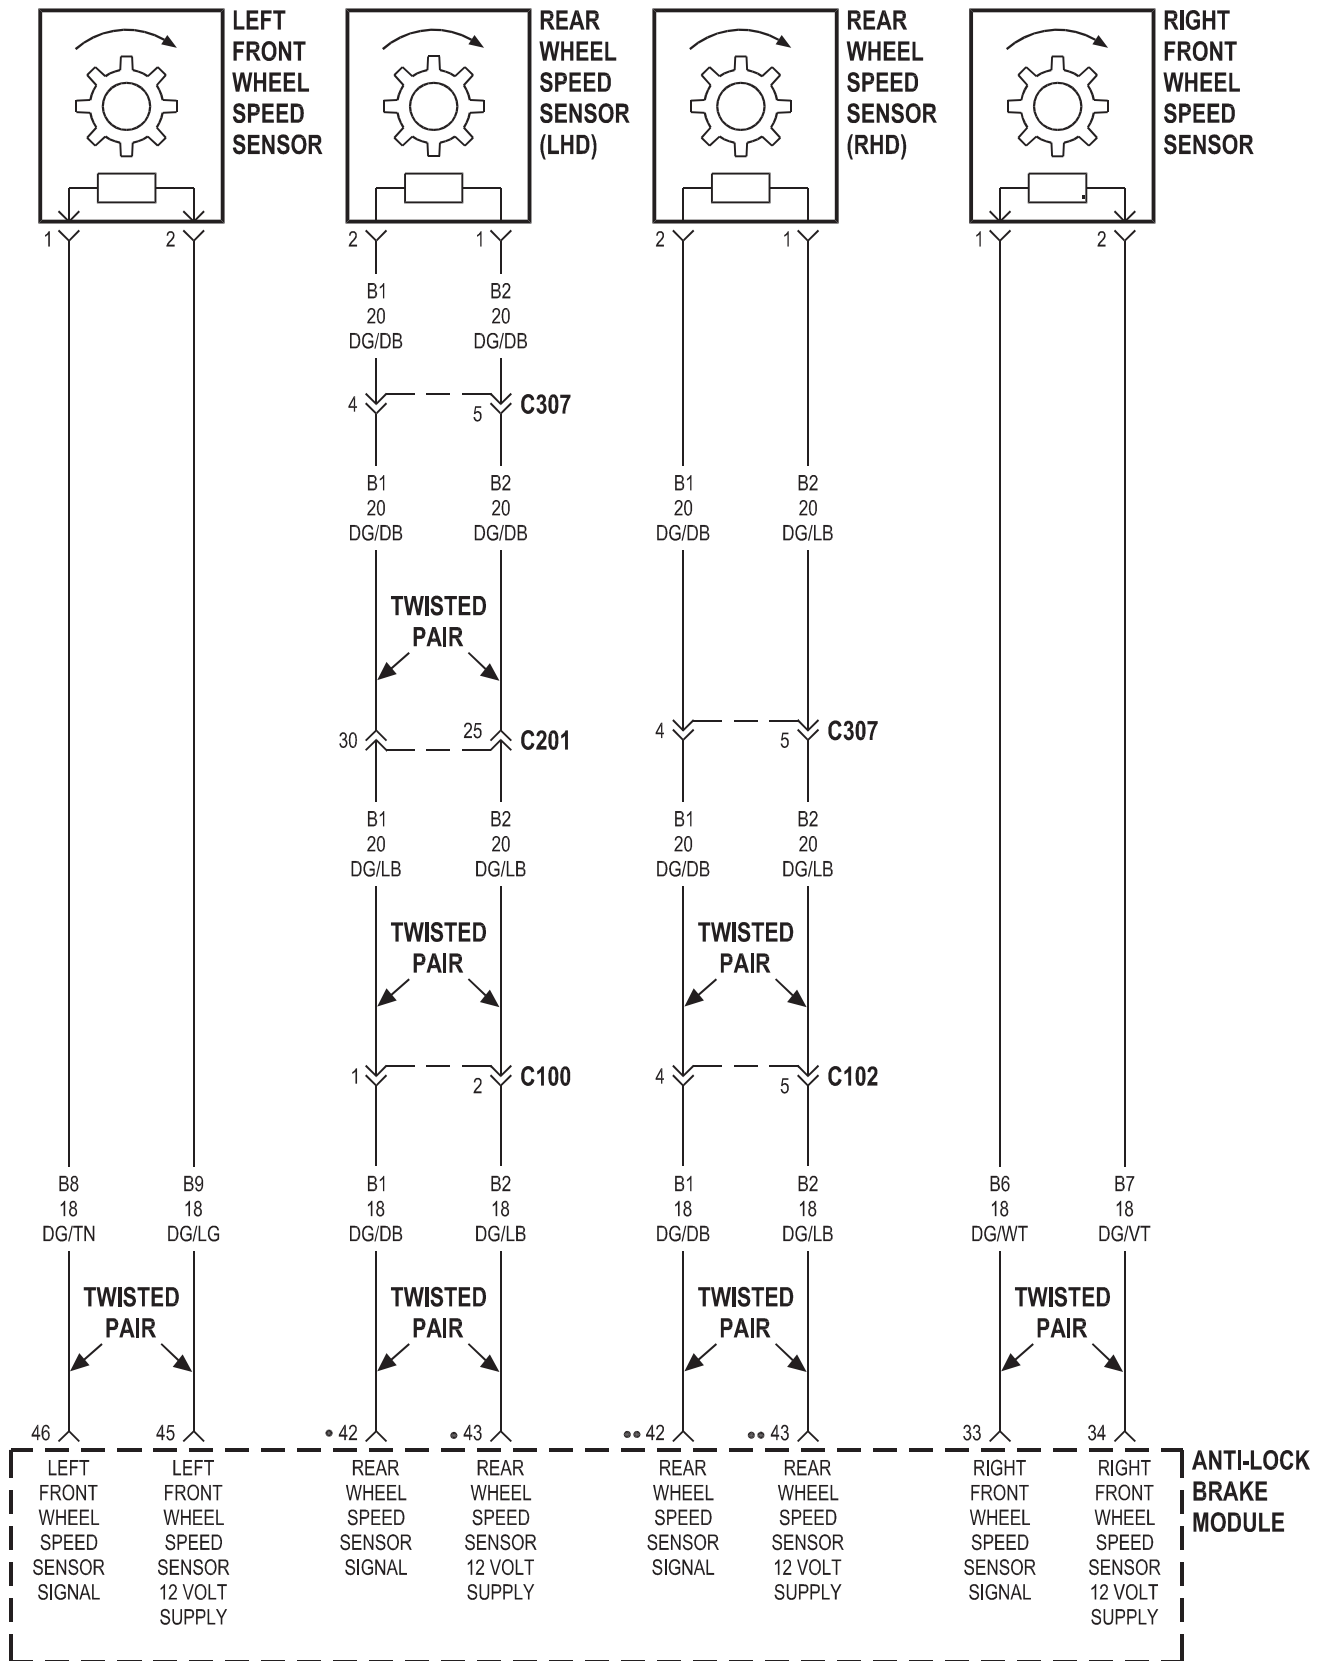 LEFT
FRONT
WHEEL
SPEED
SENSOR
REAR
WHEEL
SPEED
SENSOR
(LHD)
REAR
WHEEL
SPEED
SENSOR
(RHD)
RIGHT
FRONT
WHEEL
SPEED
SENSOR
1 2 2 1 2 1 1 2
B1 B2
20 20
DG/DB DG/DB
4 5 C307
B1 B2 B1 B2
20 20 20 20
DG/DB DG/DB DG/DB DG/LB
TWISTED
PAIR
30 25 C201
4 5 C307
B1 B2 B1 B2
20 20 20 20
DG/LB DG/LB DG/DB DG/LB
TWISTED
PAIR
TWISTED
PAIR
1 2 C100
4 5 C102
B8 B9 B1 B2 B1 B2 B6 B7
18 18 18 18 18 18 18 18
DG/TN DG/LG DG/DB DG/LB DG/DB DG/LB DG/WT DG/VT
TWISTED
PAIR
TWISTED
PAIR
TWISTED
PAIR
TWISTED
PAIR
46 45 • 42 • 43 •• 42 •• 43 33 34
LEFT
FRONT
WHEEL
SPEED
SENSOR
SIGNAL
LEFT
FRONT
WHEEL
SPEED
SENSOR
12 VOLT
SUPPLY
REAR
WHEEL
SPEED
SENSOR
SIGNAL
REAR
WHEEL
SPEED
SENSOR
12 VOLT
SUPPLY
REAR
WHEEL
SPEED
SENSOR
SIGNAL
REAR
WHEEL
SPEED
SENSOR
12 VOLT
SUPPLY
RIGHT
FRONT
WHEEL
SPEED
SENSOR
SIGNAL
RIGHT
FRONT
WHEEL
SPEED
SENSOR
12 VOLT
SUPPLY
ANTI-LOCK
BRAKE
MODULE